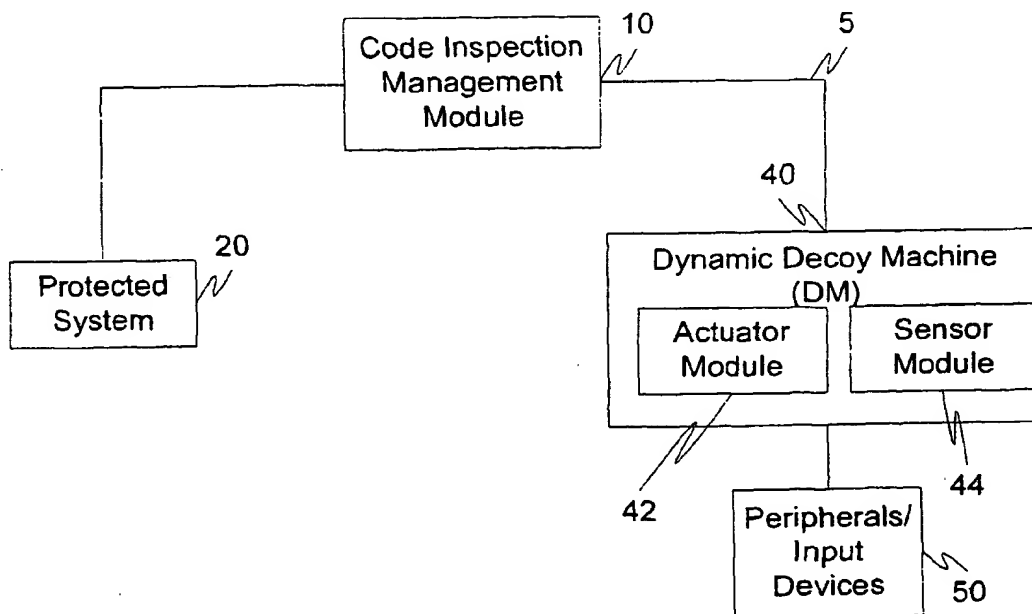 10
5
Code Inspection
Management
Module
40
20
Protected
System
Dynamic Decoy Machine
(DM)
Actuator
Module
Sensor
Module
42
44
Peripherals/
Input
Devices
50